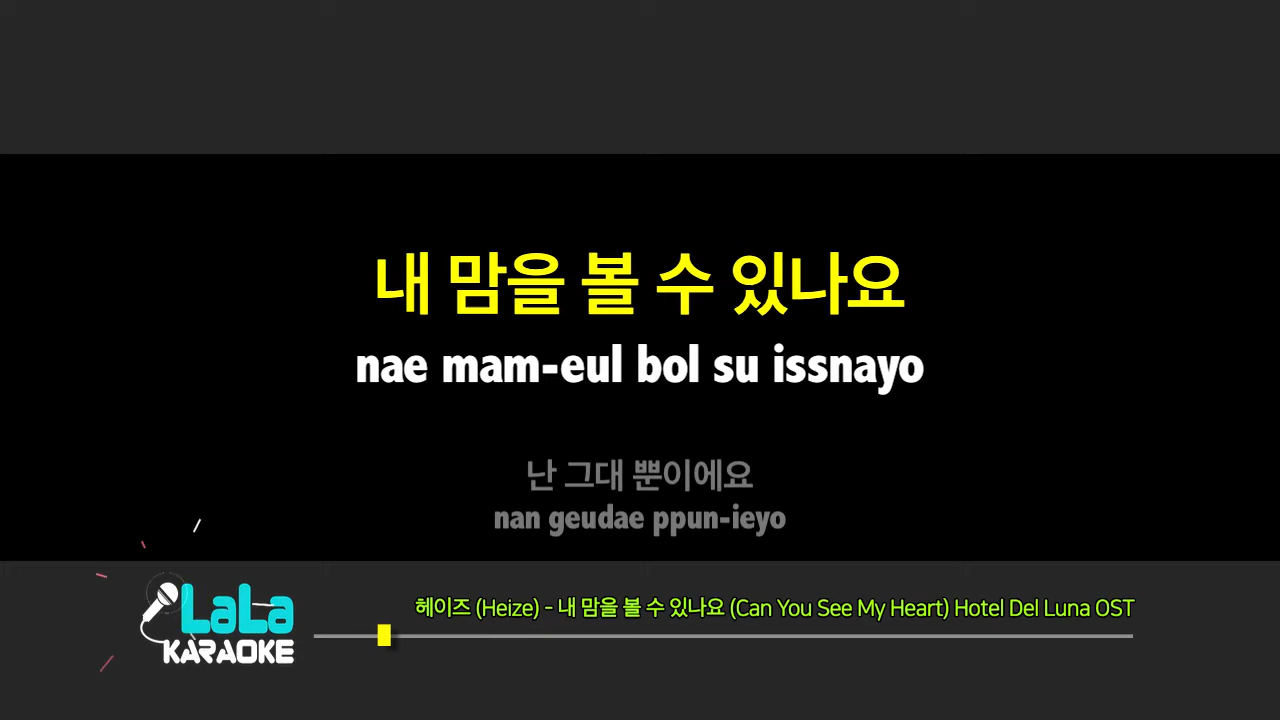 내 맘을 볼 수 있나요
nae mam-eul bol su issnayo
난 그대 뿐이에요
nan geudae ppun-ieyo
헤이즈 (Heize) - 내 맘을 볼 수 있나요 (Can You See My Heart) Hotel Del Luna OST
LaLa
KARAOKE